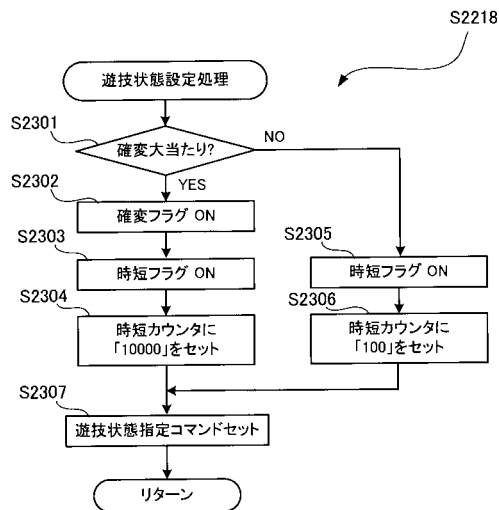 S2218
遊技状態設定処理
S2301
確変大当たり?
NO
YES
S2302
確変フラグ ON
S2303
時短フラグ ON
S2304
時短カウンタに
「10000」をセット
S2305
時短フラグ ON
S2306
時短カウンタに
「100」をセット
S2307
遊技状態指定コマンドセット
リターン